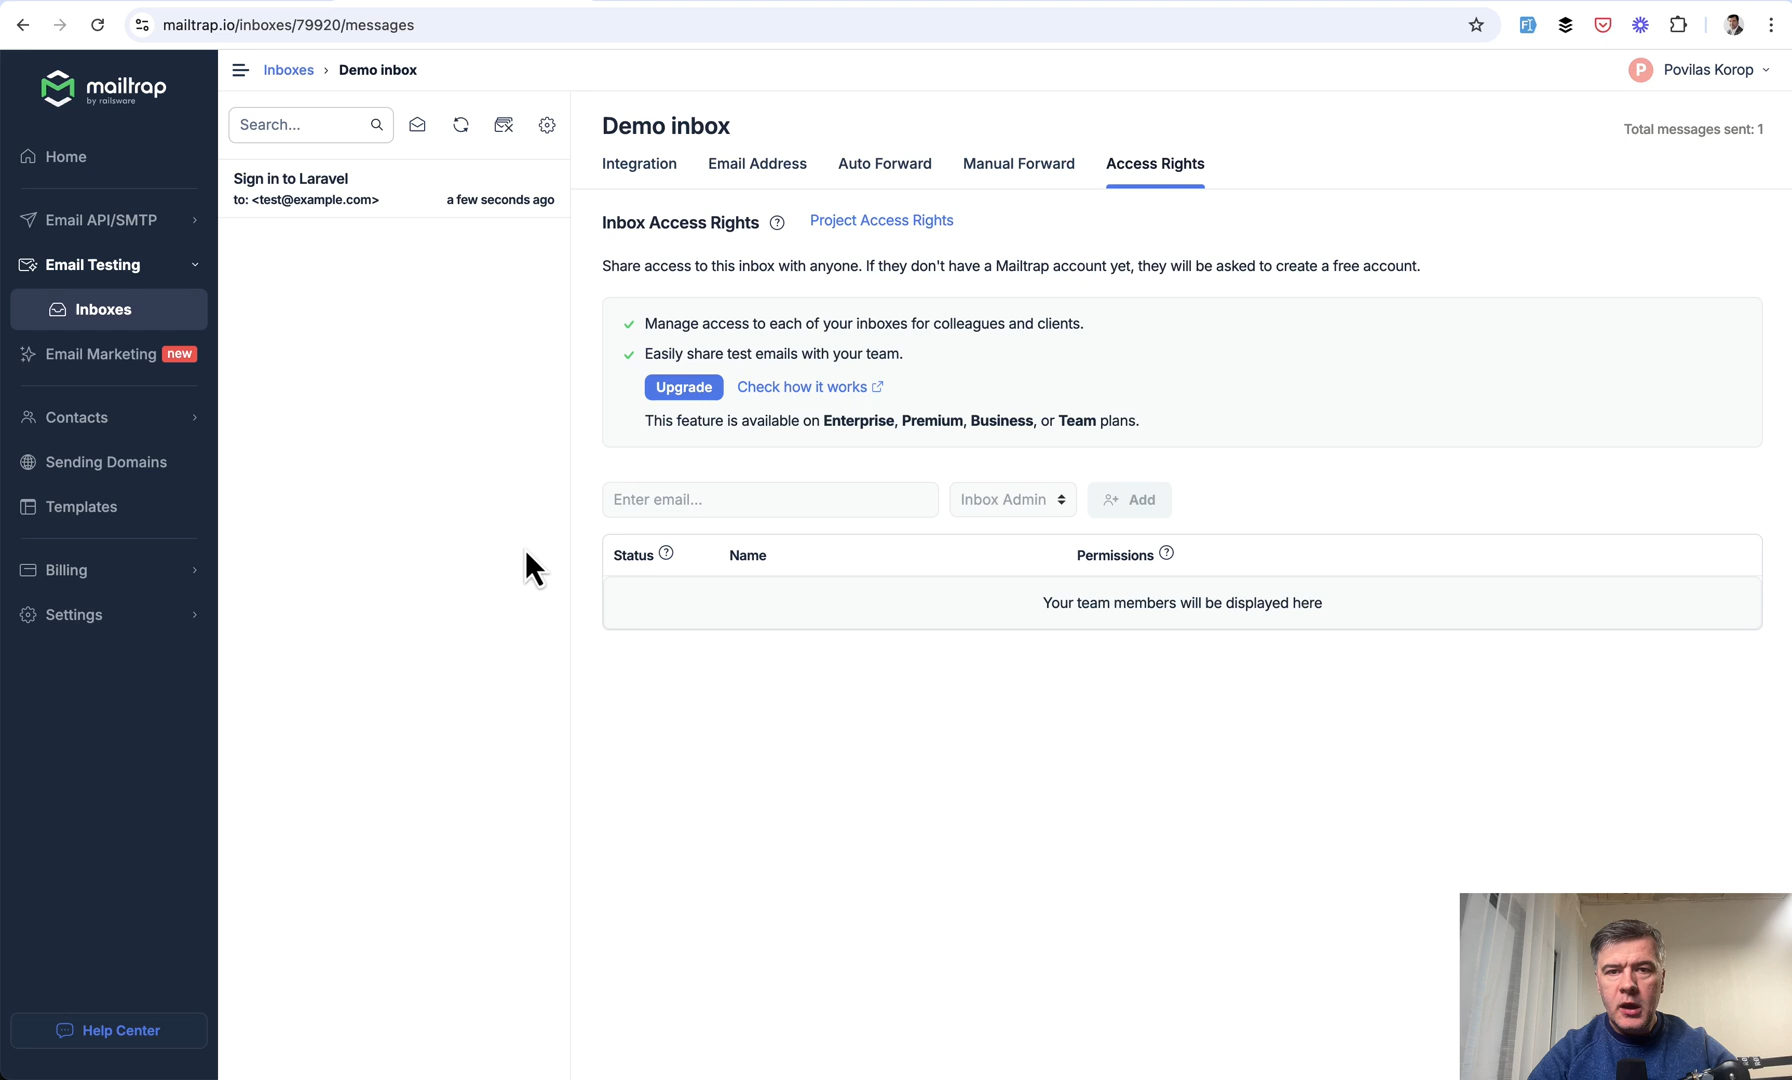 mailtrap.io/inboxes/79920/messages
mailtrap
by railsware
Home
Email API/SMTP
Email Testing
Inboxes
Email Marketing new
Contacts
Sending Domains
Templates
Billing
Settings
Help Center
Inboxes › Demo inbox
P Povilas Korop
Search...
Sign in to Laravel
to: <test@example.com> a few seconds ago
Demo inbox
Total messages sent: 1
Integration Email Address Auto Forward Manual Forward Access Rights
Inbox Access Rights ? Project Access Rights
Share access to this inbox with anyone. If they don't have a Mailtrap account yet, they will be asked to create a free account.
Manage access to each of your inboxes for colleagues and clients.
Easily share test emails with your team.
Upgrade Check how it works
This feature is available on Enterprise, Premium, Business, or Team plans.
Enter email... Inbox Admin Add
Status ? Name Permissions ?
Your team members will be displayed here